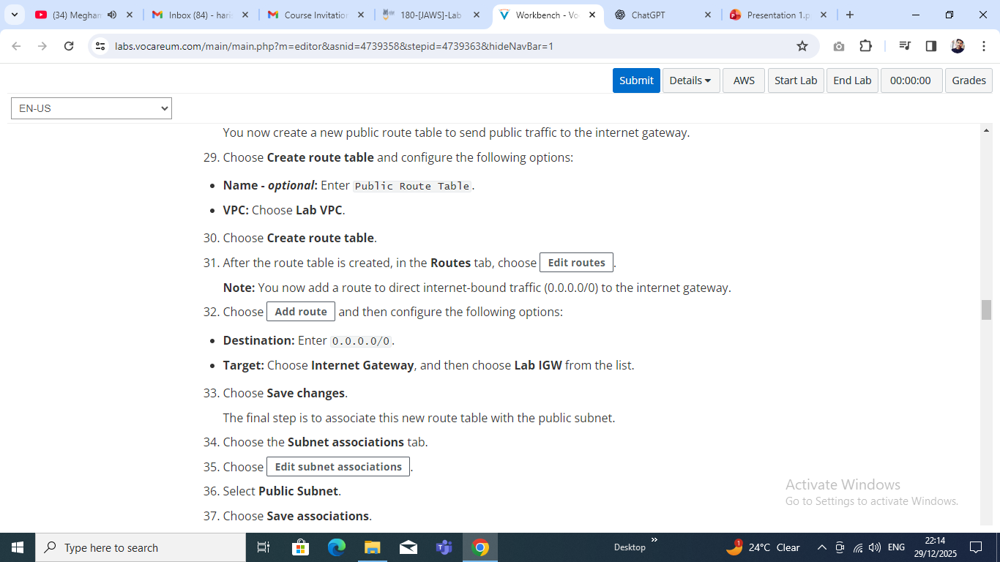 (34) Meghan
Inbox (84) - haris
Course Invitation
180-[JAWS]-Lab
Workbench - Vo
ChatGPT
Presentation 1.p
labs.vocareum.com/main/main.php?m=editor&asnid=4739358&stepid=4739363&hideNavBar=1
Submit
Details
AWS
Start Lab
End Lab
00:00:00
Grades
EN-US
You now create a new public route table to send public traffic to the internet gateway.
29. Choose Create route table and configure the following options:
• Name - optional: Enter Public Route Table.
• VPC: Choose Lab VPC.
30. Choose Create route table.
31. After the route table is created, in the Routes tab, choose Edit routes.
Note: You now add a route to direct internet-bound traffic (0.0.0.0/0) to the internet gateway.
32. Choose Add route and then configure the following options:
• Destination: Enter 0.0.0.0/0.
• Target: Choose Internet Gateway, and then choose Lab IGW from the list.
33. Choose Save changes.
The final step is to associate this new route table with the public subnet.
34. Choose the Subnet associations tab.
35. Choose Edit subnet associations.
36. Select Public Subnet.
37. Choose Save associations.
Activate Windows
Go to Settings to activate Windows.
Type here to search
Desktop
1
24°C Clear
ENG
22:14
29/12/2025